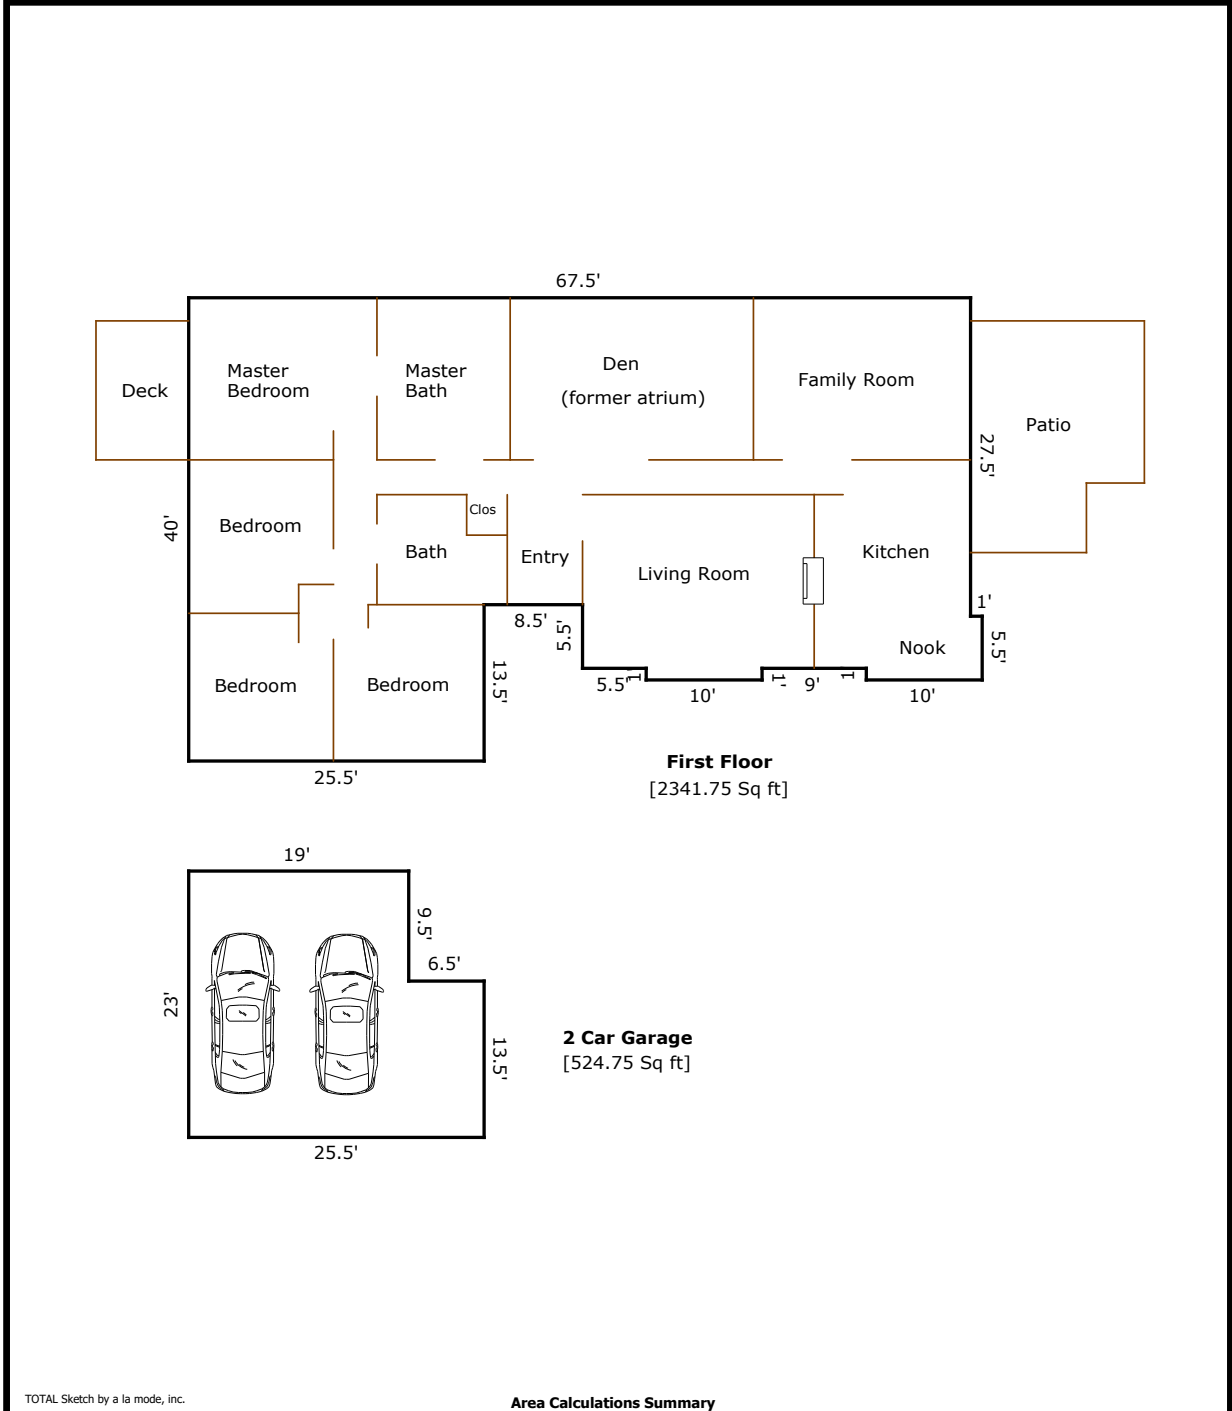 67.5'
Master
Bedroom
Master
Bath
Den
(former atrium)
Family Room
Deck
Patio
27.5'
40'
Bedroom
Clos
Bath
Entry
Living Room
Kitchen
8.5'
5.5'
1'
Nook
5.5'
Bedroom
Bedroom
13.5'
5.5'
1'
10'
1'
9'
1'
10'
25.5'
First Floor
[2341.75 Sq ft]
19'
9.5'
6.5'
23'
13.5'
2 Car Garage
[524.75 Sq ft]
25.5'
TOTAL Sketch by a la mode, inc.
Area Calculations Summary